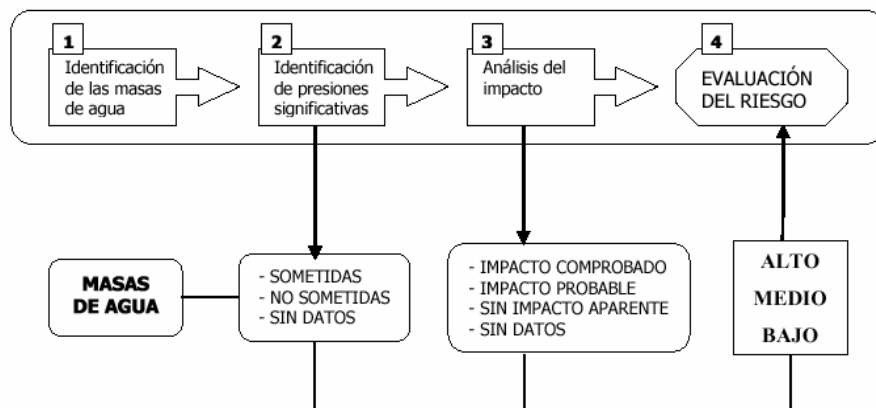 1
Identificación
de las masas
de agua
2
Identificación
de presiones
significativas
3
Análisis del
impacto
4
EVALUACIÓN
DEL RIESGO
MASAS
DE AGUA
- SOMETIDAS
- NO SOMETIDAS
- SIN DATOS
- IMPACTO COMPROBADO
- IMPACTO PROBABLE
- SIN IMPACTO APARENTE
- SIN DATOS
ALTO
MEDIO
BAJO